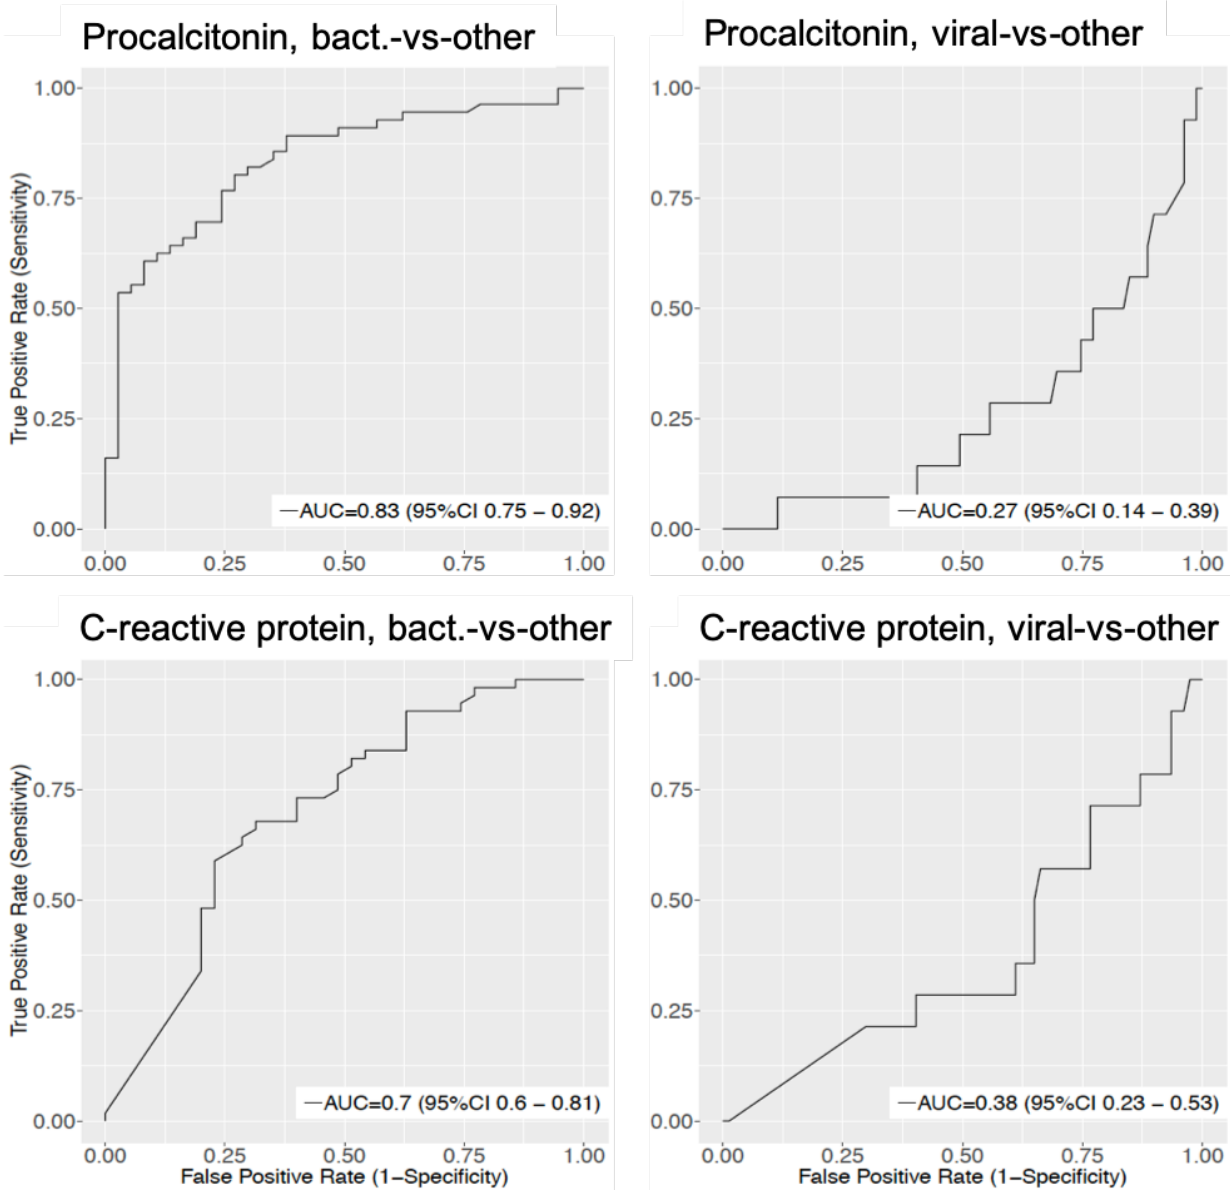 Procalcitonin, bact.-vs-other
1.00
0.75
0.50
0.25
0.00
True Positive Rate (Sensitivity)
AUC=0.83 (95%CI 0.75 – 0.92)
0.00 0.25 0.50 0.75 1.00
Procalcitonin, viral-vs-other
1.00
0.75
0.50
0.25
0.00
AUC=0.27 (95%CI 0.14 – 0.39)
0.00 0.25 0.50 0.75 1.00
C-reactive protein, bact.-vs-other
1.00
0.75
0.50
0.25
0.00
True Positive Rate (Sensitivity)
AUC=0.7 (95%CI 0.6 – 0.81)
0.00 0.25 0.50 0.75 1.00
False Positive Rate (1−Specificity)
C-reactive protein, viral-vs-other
1.00
0.75
0.50
0.25
0.00
AUC=0.38 (95%CI 0.23 – 0.53)
0.00 0.25 0.50 0.75 1.00
False Positive Rate (1−Specificity)